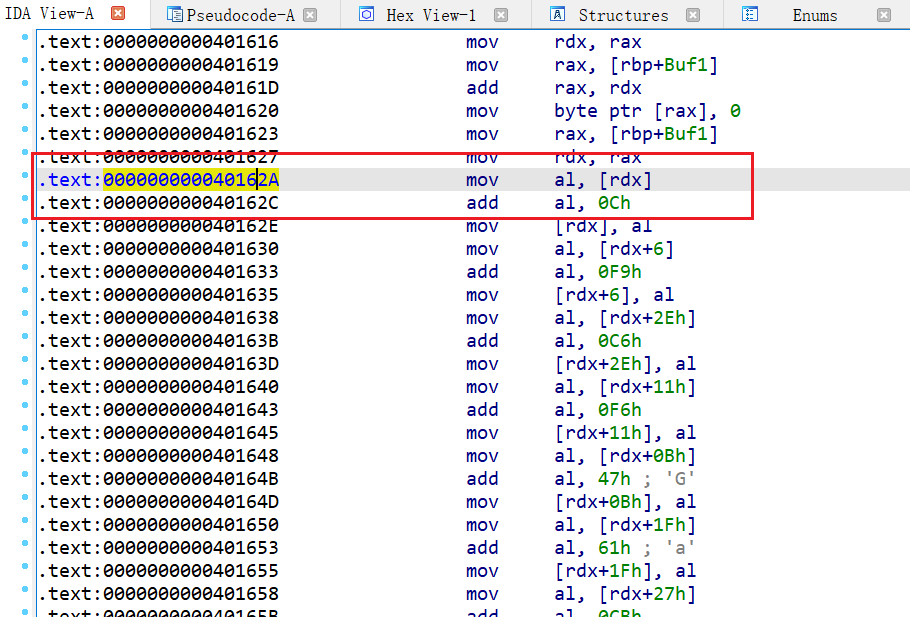 IDA View-A Pseudocode-A Hex View-1 Structures Enums
.text:0000000000401616 mov rdx, rax
.text:0000000000401619 mov rax, [rbp+Buf1]
.text:000000000040161D add rax, rdx
.text:0000000000401620 mov byte ptr [rax], 0
.text:0000000000401623 mov rax, [rbp+Buf1]
.text:0000000000401627 mov rdx, rax
.text:000000000040162A mov al, [rdx]
.text:000000000040162C add al, 0Ch
.text:000000000040162E mov [rdx], al
.text:0000000000401630 mov al, [rdx+6]
.text:0000000000401633 add al, 0F9h
.text:0000000000401635 mov [rdx+6], al
.text:0000000000401638 mov al, [rdx+2Eh]
.text:000000000040163B add al, 0C6h
.text:000000000040163D mov [rdx+2Eh], al
.text:0000000000401640 mov al, [rdx+11h]
.text:0000000000401643 add al, 0F6h
.text:0000000000401645 mov [rdx+11h], al
.text:0000000000401648 mov al, [rdx+0Bh]
.text:000000000040164B add al, 47h ; 'G'
.text:000000000040164D mov [rdx+0Bh], al
.text:0000000000401650 mov al, [rdx+1Fh]
.text:0000000000401653 add al, 61h ; 'a'
.text:0000000000401655 mov [rdx+1Fh], al
.text:0000000000401658 mov al, [rdx+27h]
.text:000000000040165B add al, 0CBh